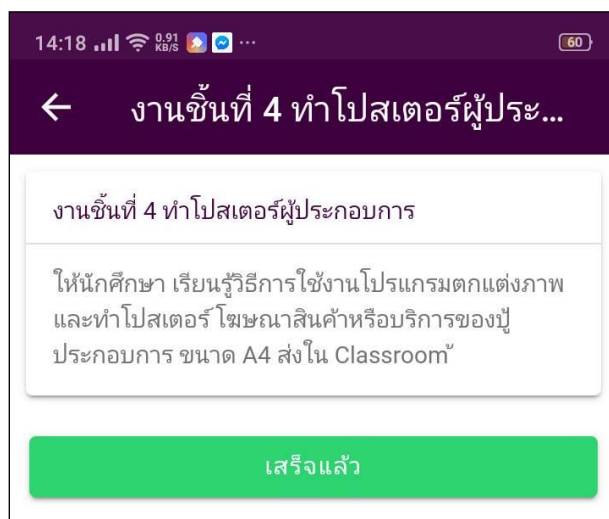 14:18 0.91 KB/S ... 60
งานชิ้นที่ 4 ทำโปสเตอร์ผู้ประ...
งานชิ้นที่ 4 ทำโปสเตอร์ผู้ประกอบการ
ให้นักศึกษา เรียนรู้วิธีการใช้งานโปรแกรมตกแต่งภาพ
และทำโปสเตอร์ โฆษณาสินค้าหรือบริการของปู้
ประกอบการ ขนาด A4 ส่งใน Classroom ้
เสร็จแล้ว